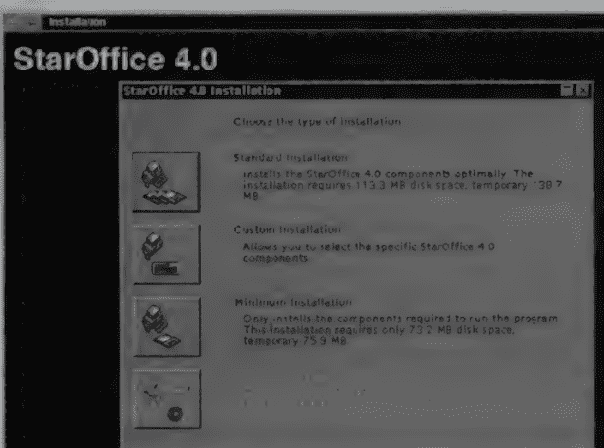 Installation
StarOffice 4.0
StarOffice 4.0 Installation
Choose the type of installation
Standard Installation
Installs the StarOffice 4.0 components optimally. The
installation requires 113.3 MB disk space, temporary 138.7
MB.
Custom Installation
Allows you to select the specific StarOffice 4.0
components
Minimum Installation
Only installs the components required to run the program
This installation requires only 73.2 MB disk space,
temporary 75.9 MB